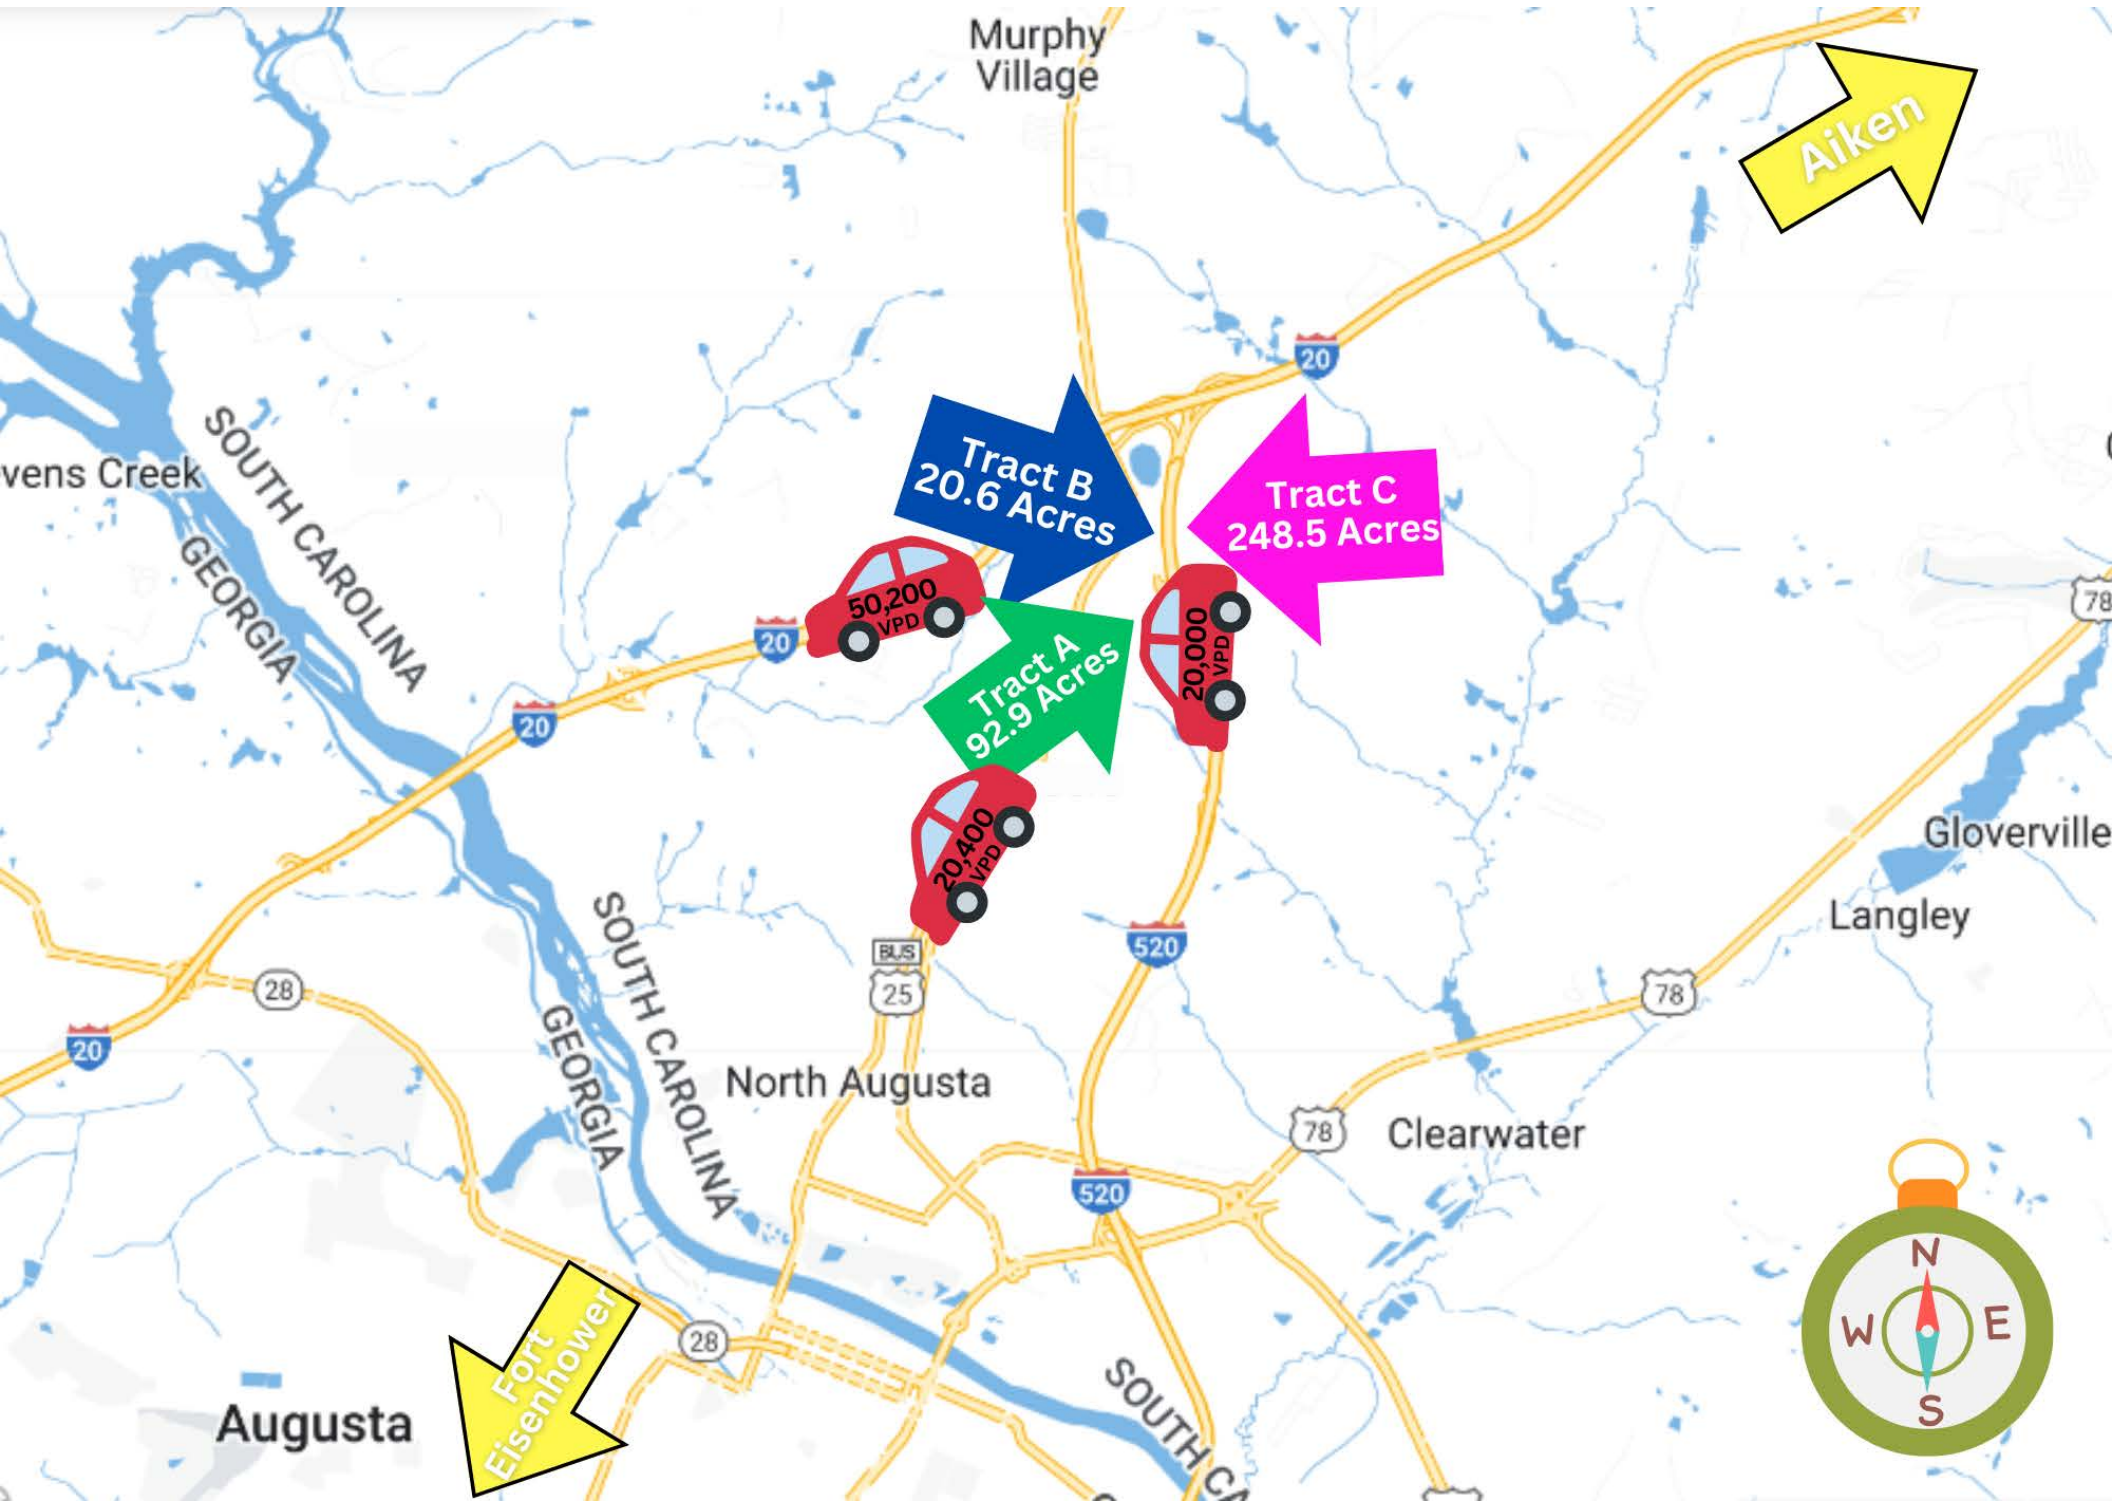 Murphy
Village
Aiken
20
Tract B
20.6 Acres
Tract C
248.5 Acres
vens Creek
SOUTH CAROLINA
GEORGIA
50,200
VPD
20
78
20,000
VPD
Tract A
92.9 Acres
20
20,400
VPD
Gloverville
Langley
SOUTH CAROLINA
GEORGIA
520
BUS
25
28
78
20
North Augusta
78
Clearwater
520
N
W
E
S
Fort
Eisenhower
28
Augusta
SOUTH CA